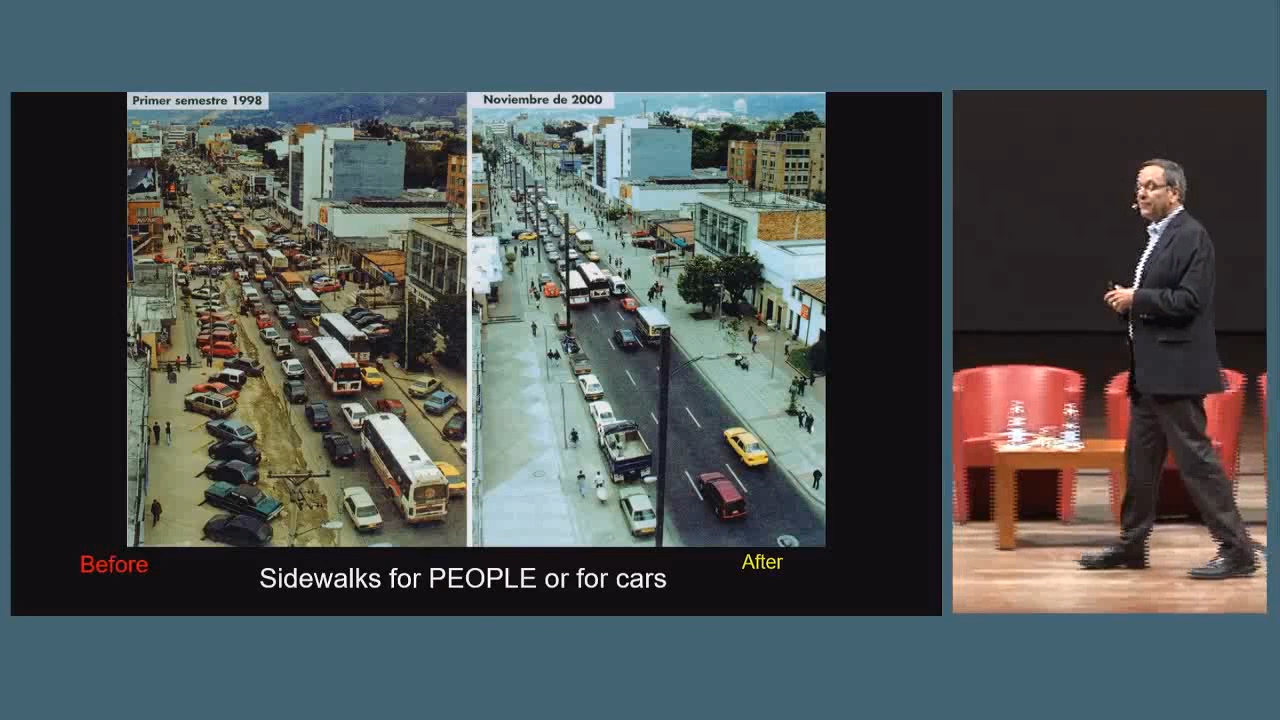 Primer semestre 1998
Noviembre de 2000
Before
After
Sidewalks for PEOPLE or for cars